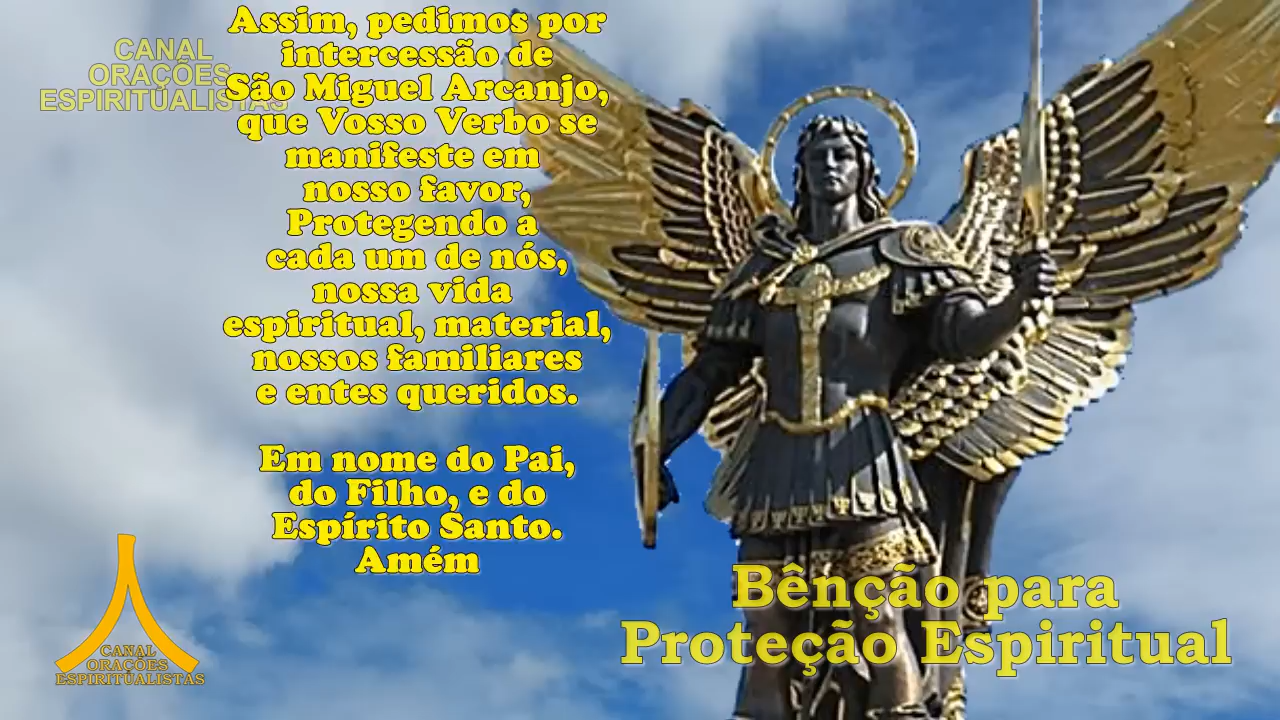 CANAL
ORAÇÕES
ESPIRITUALISTAS
Assim, pedimos por
intercessão de
São Miguel Arcanjo,
que Vosso Verbo se
manifeste em
nosso favor,
Protegendo a
cada um de nós,
nossa vida
espiritual, material,
nossos familiares
e entes queridos.
Em nome do Pai,
do Filho, e do
Espírito Santo.
Amém
Bênção para
Proteção Espiritual
CANAL
ORAÇÕES
ESPIRITUALISTAS